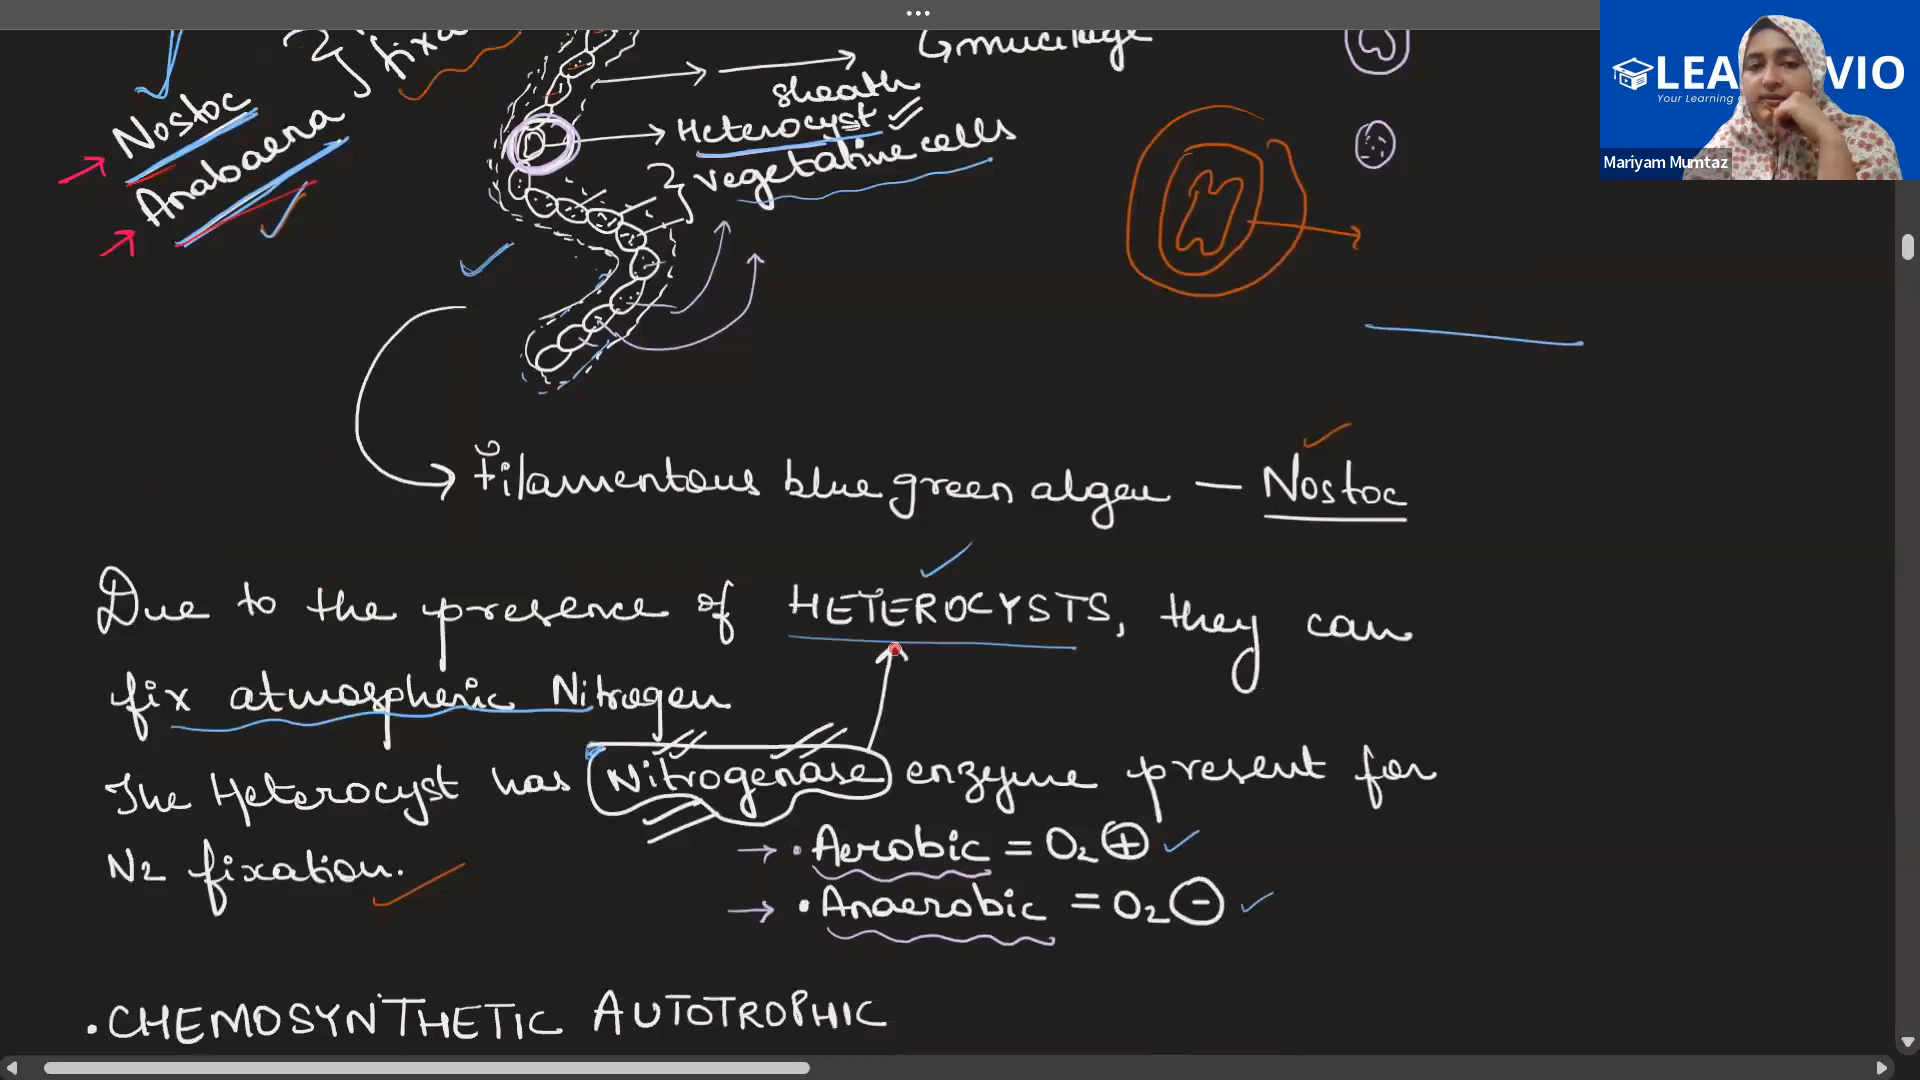 mucilage
sheath
Nostoc
Anabaena
Heterocyst
vegetative cells
LEA VIO
Your Learning
Mariyam Mumtaz
Filamentous blue green algae — Nostoc
Due to the presence of HETEROCYSTS, they can
fix atmospheric Nitrogen
The Heterocyst has Nitrogenase enzyme present for
N2 fixation.
→ • Aerobic = O2 ⊕
→ • Anaerobic = O2 ⊖
• CHEMOSYNTHETIC AUTOTROPHIC